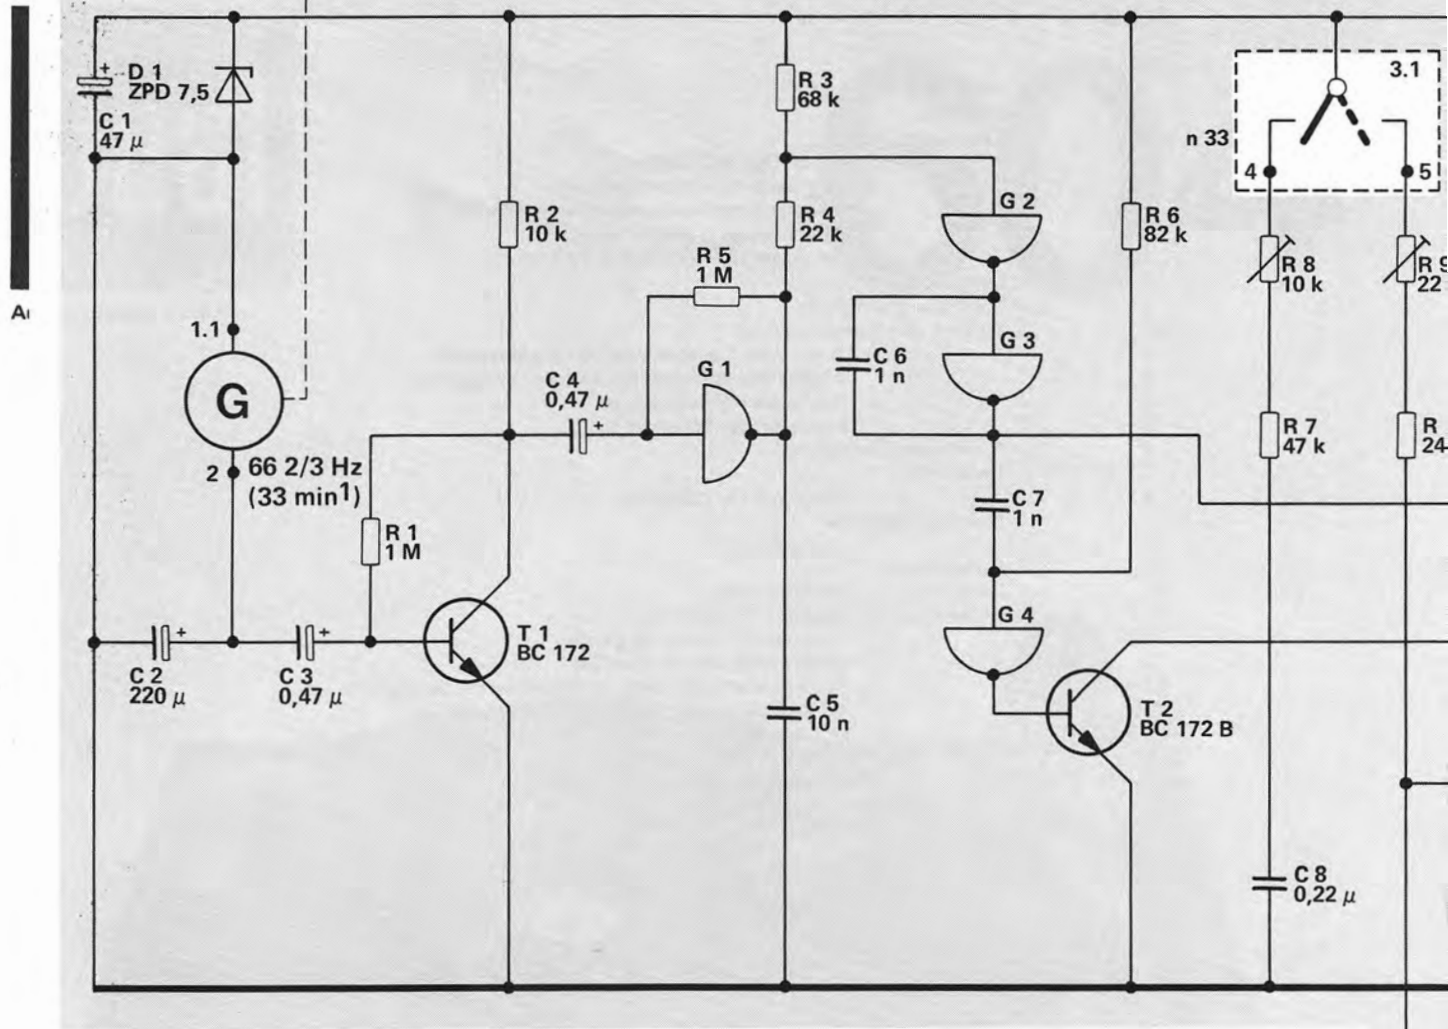 D 1
ZPD 7,5
+
C 1
47 µ
A
1.1
G
2
66 2/3 Hz
(33 min1)
R 1
1 M
+
C 2
220 µ
+
C 3
0,47 µ
T 1
BC 172
R 2
10 k
C 4
0,47 µ
+
R 5
1 M
G 1
R 3
68 k
R 4
22 k
C 5
10 n
G 2
G 3
C 6
1 n
C 7
1 n
G 4
T 2
BC 172 B
R 6
82 k
3.1
n 33
4
5
R 8
10 k
R 9
22
R 7
47 k
R
24
C 8
0,22 µ